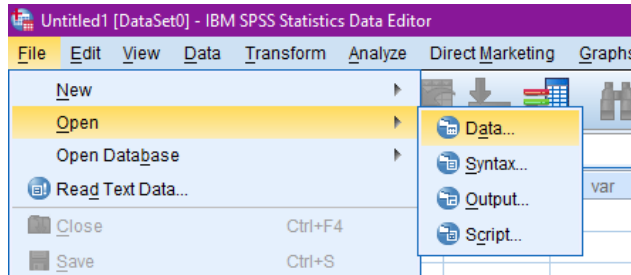 Untitled1 [DataSet0] - IBM SPSS Statistics Data Editor
File Edit View Data Transform Analyze Direct Marketing Graphs
New
Open
Data...
Open Database
Syntax...
Read Text Data...
var
Output...
Close Ctrl+F4
Script...
Save Ctrl+S